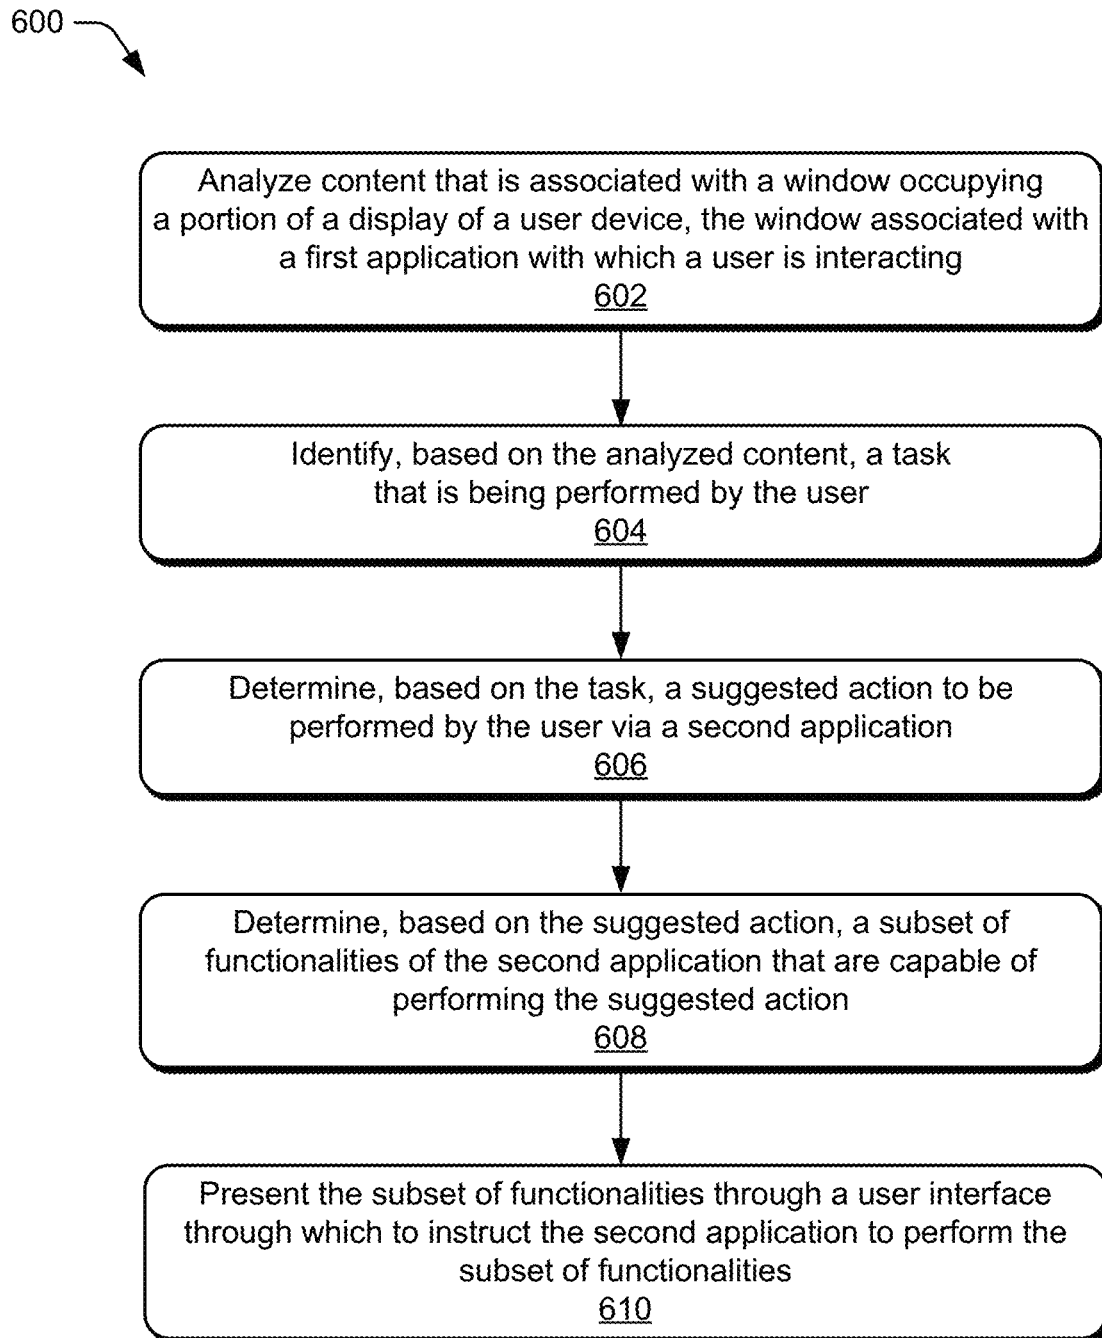 600
Analyze content that is associated with a window occupying
a portion of a display of a user device, the window associated with
a first application with which a user is interacting
602
Identify, based on the analyzed content, a task
that is being performed by the user
604
Determine, based on the task, a suggested action to be
performed by the user via a second application
606
Determine, based on the suggested action, a subset of
functionalities of the second application that are capable of
performing the suggested action
608
Present the subset of functionalities through a user interface
through which to instruct the second application to perform the
subset of functionalities
610